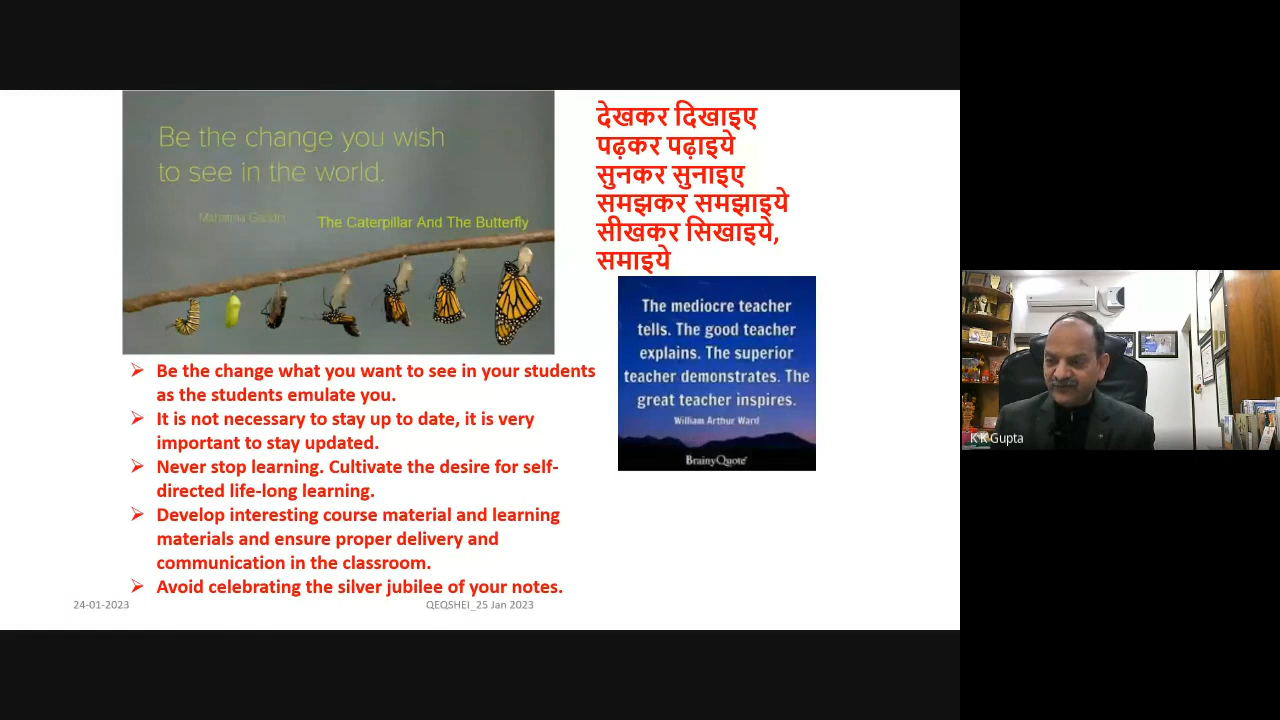 Be the change you wish
to see in the world.
Mahatma Gandhi
The Caterpillar And The Butterfly
देखकर दिखाइए
पढ़कर पढ़ाइये
सुनकर सुनाइए
समझकर समझाइये
सीखकर सिखाइये,
समाइये
The mediocre teacher
tells. The good teacher
explains. The superior
teacher demonstrates. The
great teacher inspires.
William Arthur Ward
BrainyQuote
➢ Be the change what you want to see in your students
as the students emulate you.
➢ It is not necessary to stay up to date, it is very
important to stay updated.
➢ Never stop learning. Cultivate the desire for self-
directed life-long learning.
➢ Develop interesting course material and learning
materials and ensure proper delivery and
communication in the classroom.
➢ Avoid celebrating the silver jubilee of your notes.
24-01-2023
QEQSHEI_25 Jan 2023
K K Gupta